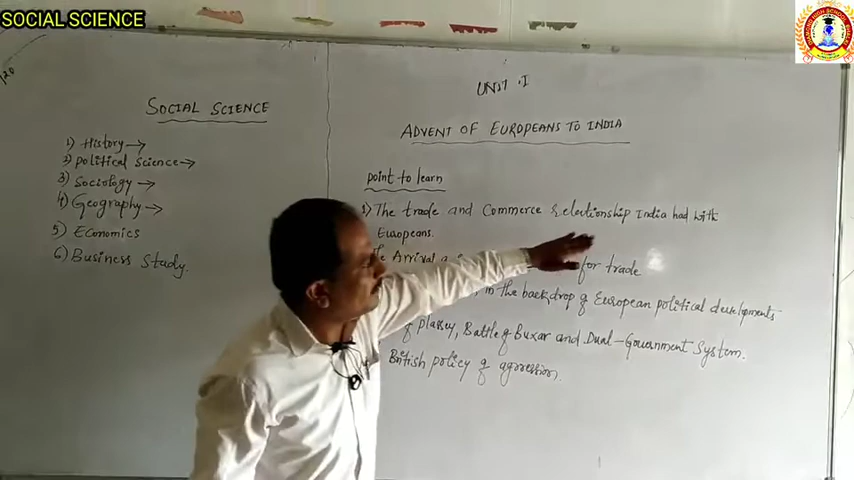 SOCIAL SCIENCE
SOCIAL SCIENCE
1) History
2) Political Science
3) Sociology
4) Geography
5) Economics
6) Business Study.
UNIT .I
ADVENT OF EUROPEANS TO INDIA
point to learn
1) The trade and Commerce relationship India had with
Europeans.
Arrival for trade
in the backdrop of European political developments
of plassey, Battle of Buxar and Dual-Government System.
British policy of aggression.